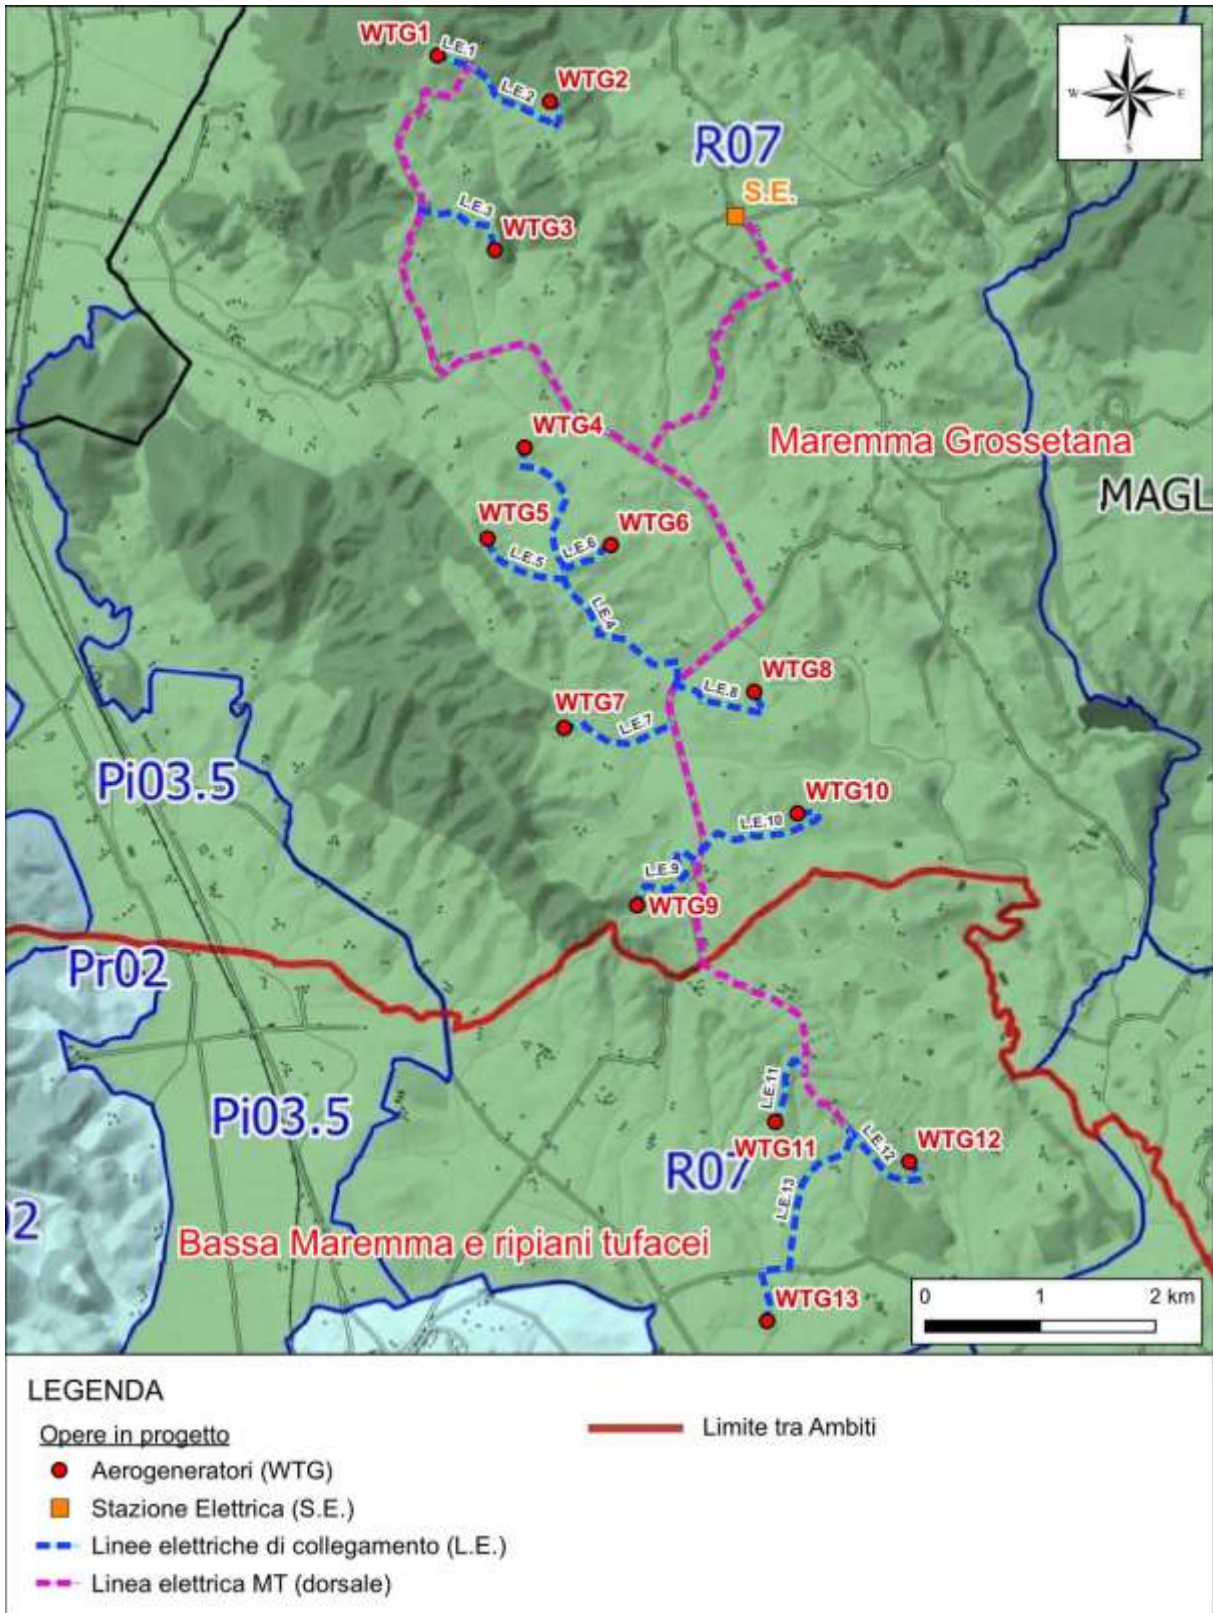 WTG1
L.E.1
WTG2
L.E.2
N
W
E
S
R07
S.E.
L.E.3
WTG3
WTG4
Maremma Grossetana
MAGL
WTG5
WTG6
L.E.5
L.E.6
L.E.4
WTG8
L.E.8
WTG7
L.E.7
Pi03.5
WTG10
L.E.10
L.E.9
WTG9
Pr02
L.E.11
Pi03.5
WTG11
L.E.12
WTG12
R07
L.E.13
02
Bassa Maremma e ripiani tufacei
WTG13
0 1 2 km
LEGENDA
Opere in progetto
Limite tra Ambiti
Aerogeneratori (WTG)
Stazione Elettrica (S.E.)
Linee elettriche di collegamento (L.E.)
Linea elettrica MT (dorsale)